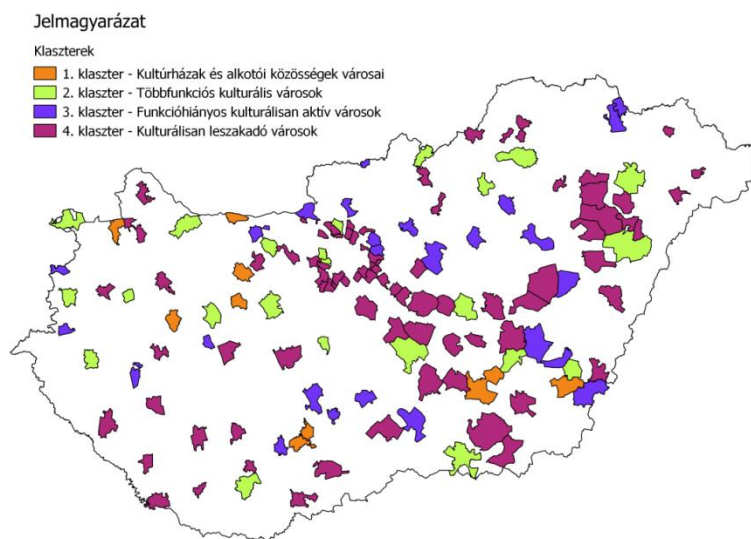 Jelmagyarázat
Klaszterek
1. klaszter - Kultúrházak és alkotói közösségek városai
2. klaszter - Többfunkciós kulturális városok
3. klaszter - Funkcióhiányos kulturálisan aktív városok
4. klaszter - Kulturálisan leszakadó városok